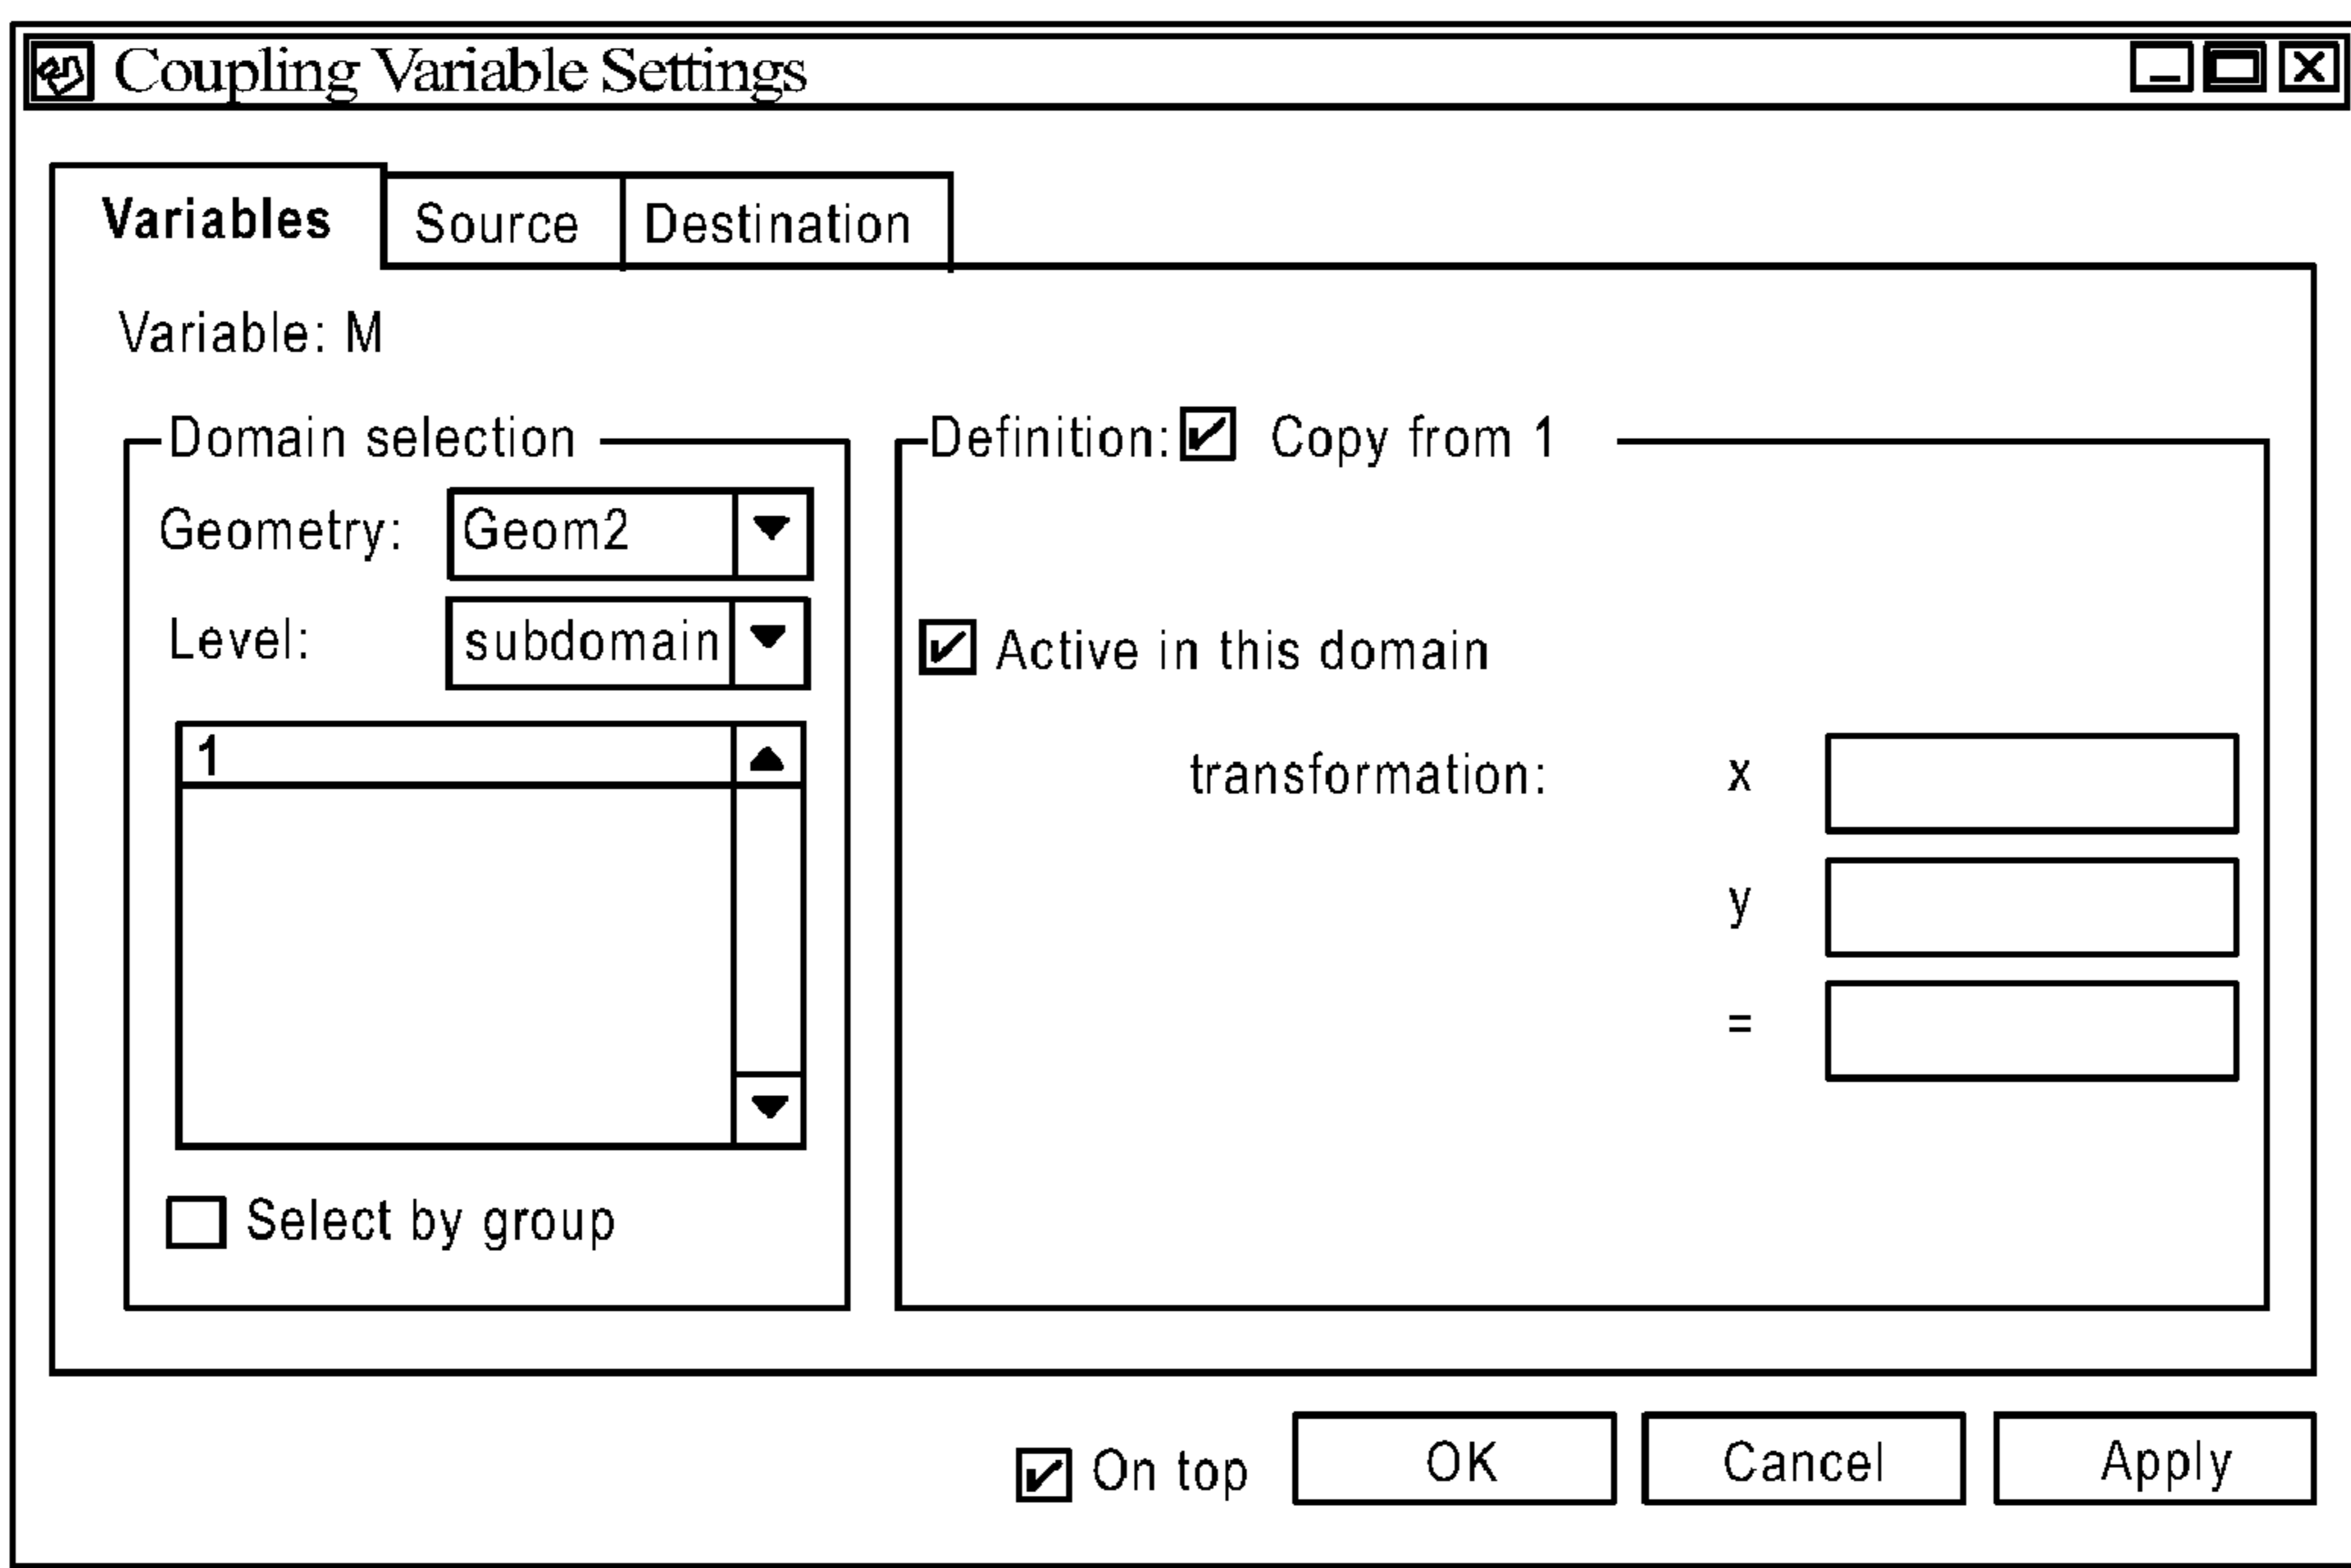 Coupling Variable Settings
Variables Source Destination
Variable: M
Domain selection
Geometry: Geom2
Level: subdomain
1
Select by group
Definition: Copy from 1
Active in this domain
transformation: x
y
=
On top OK Cancel Apply